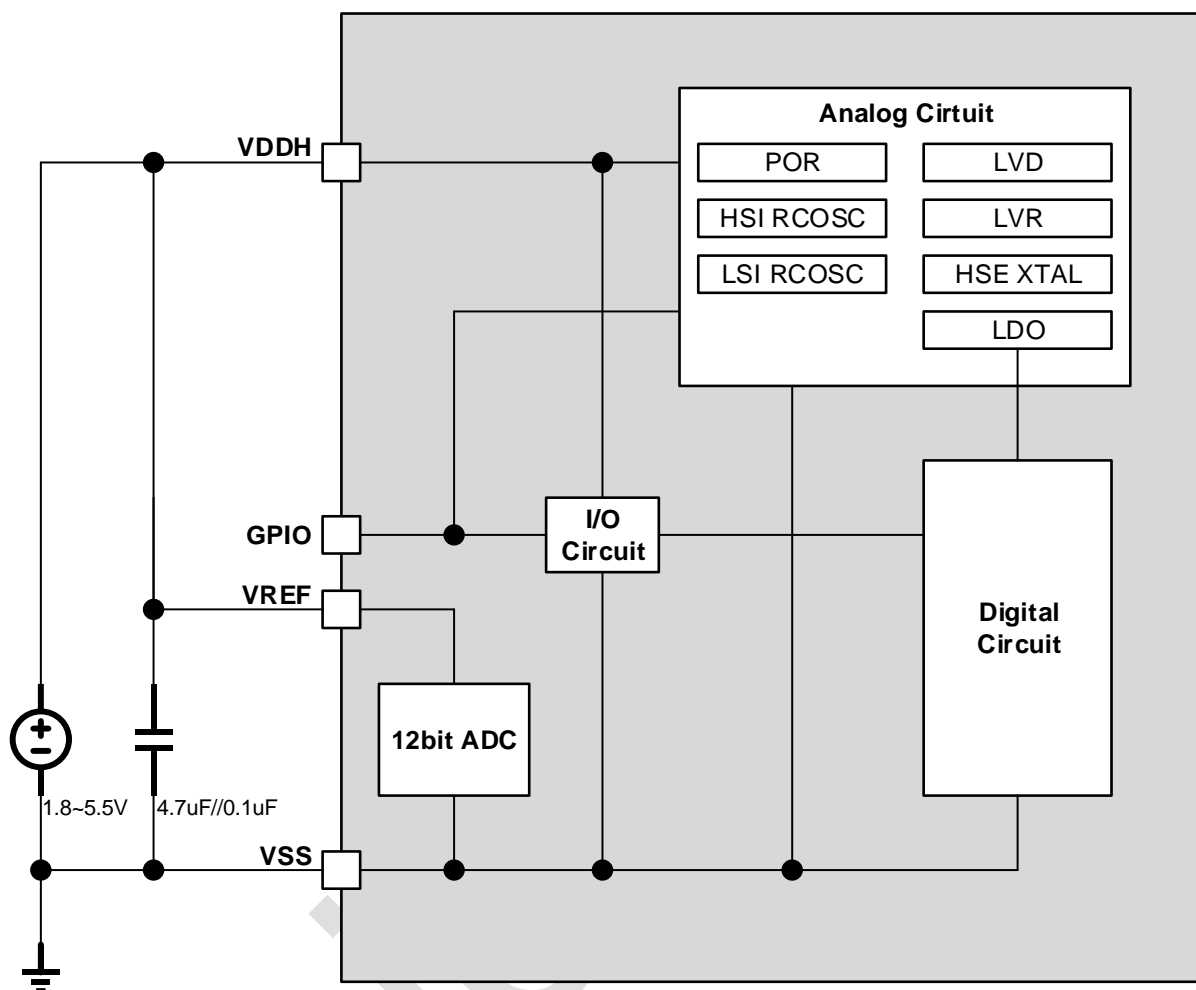 Analog Cirtuit
VDDH
POR
LVD
HSI RCOSC
LVR
LSI RCOSC
HSE XTAL
LDO
GPIO
I/O
Circuit
VREF
Digital
Circuit
12bit ADC
1.8~5.5V
4.7uF//0.1uF
VSS